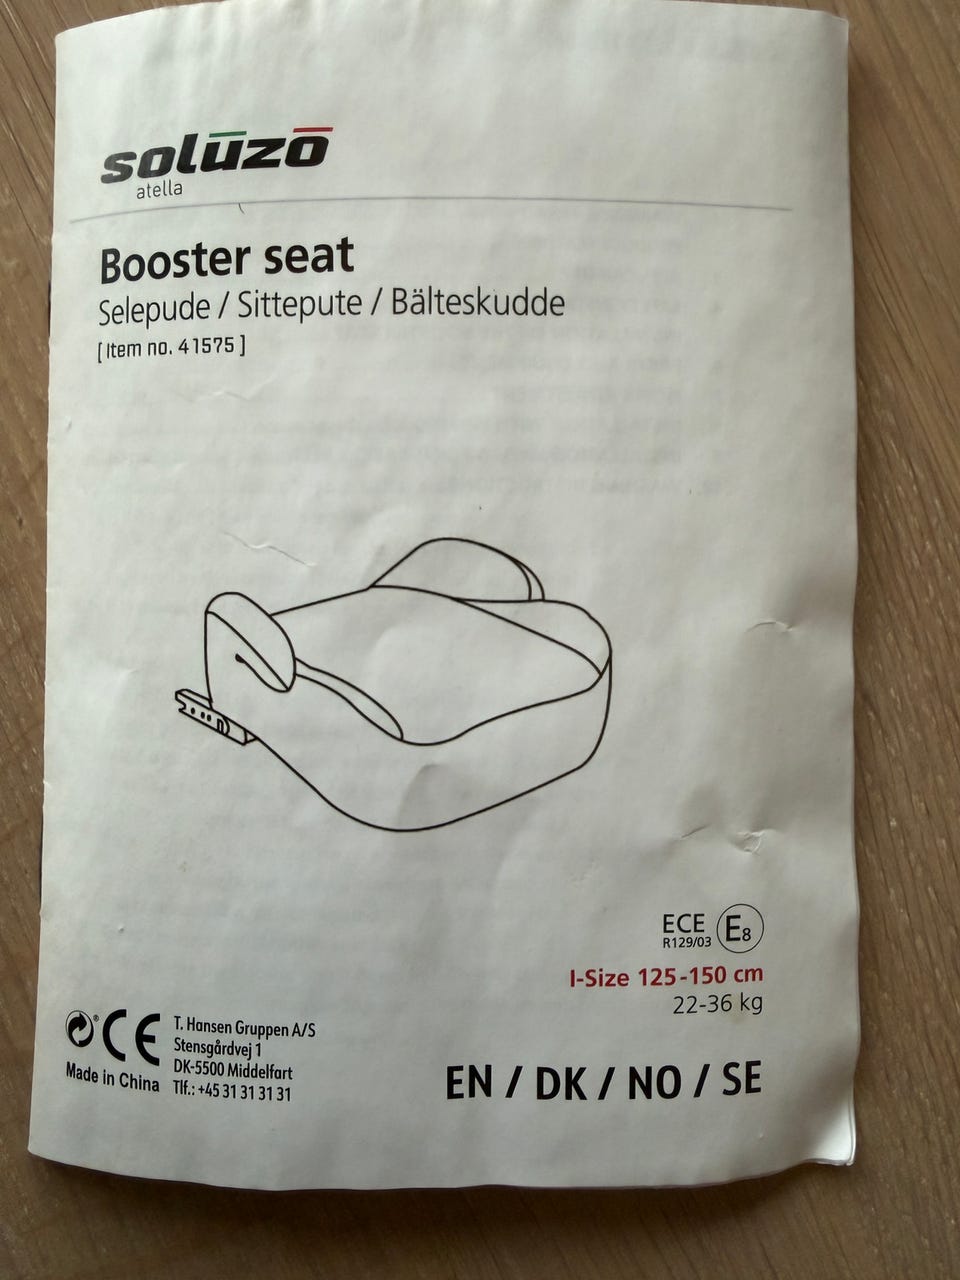 solūzō
atella
Booster seat
Selepude / Sittepute / Bälteskudde
[ Item no. 41575 ]
ECE
R129/03
E8
I-Size 125-150 cm
22-36 kg
CE
Made in China
T. Hansen Gruppen A/S
Stensgårdvej 1
DK-5500 Middelfart
Tlf.: +45 31 31 31 31
EN / DK / NO / SE